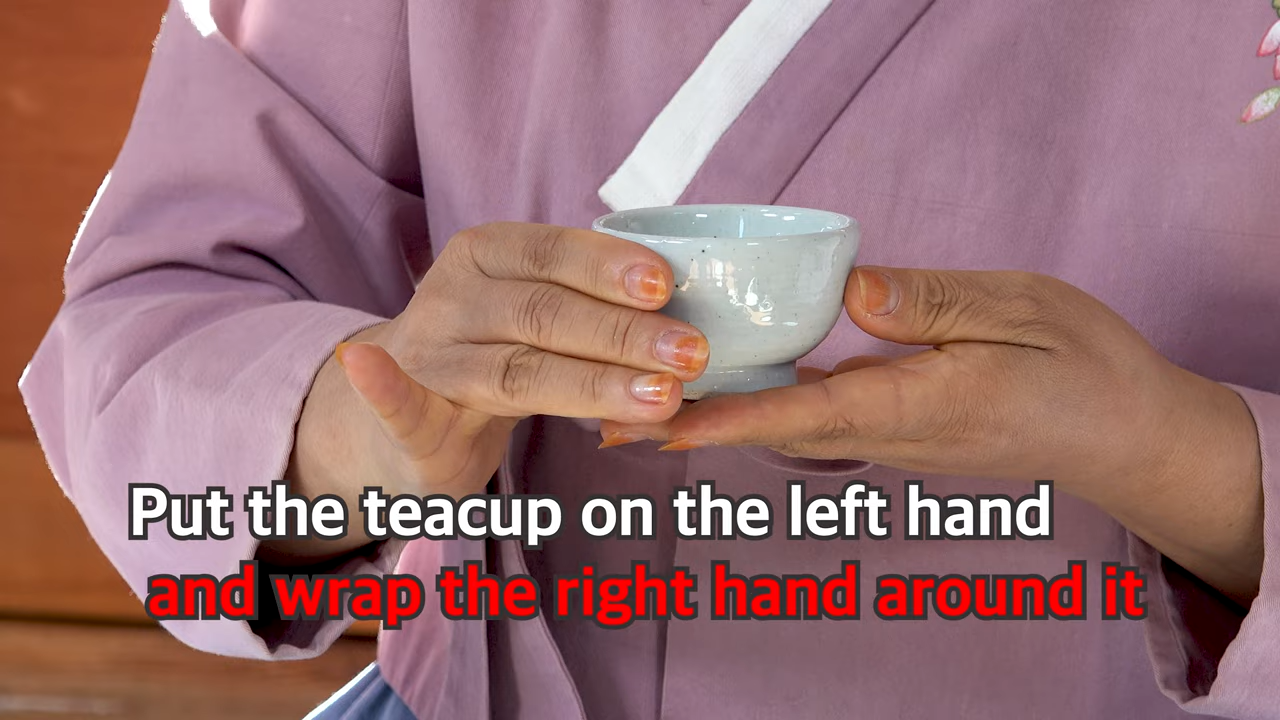 Put the teacup on the left hand
and wrap the right hand around it